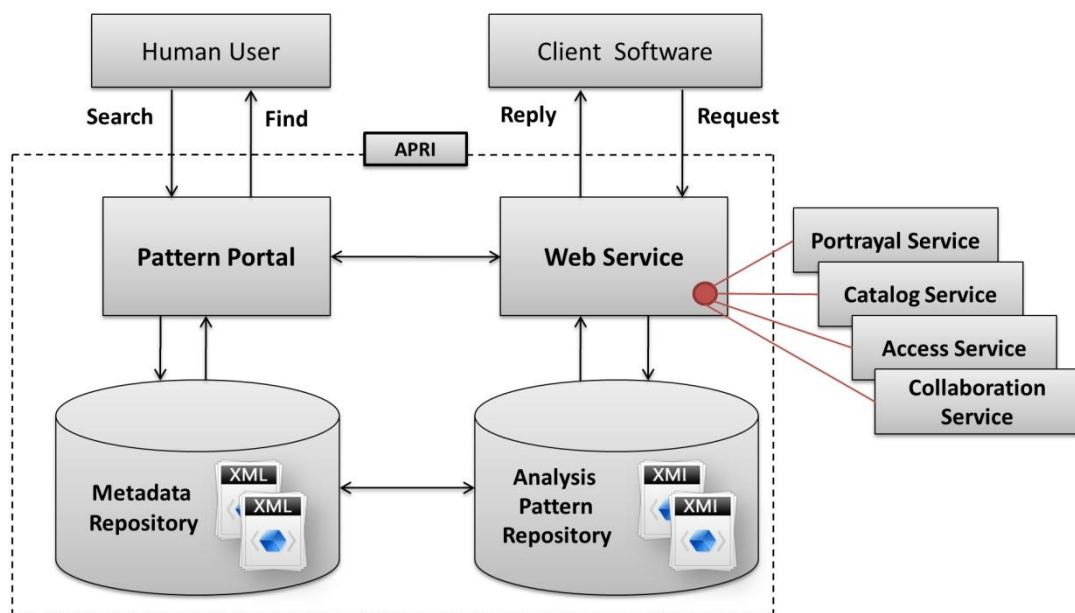 Human User
Client Software
Search
Find
Reply
Request
APRI
Pattern Portal
Web Service
Portrayal Service
Catalog Service
Access Service
Collaboration
Service
Metadada
Repository
XML
XML
Analysis
Pattern
Repository
XMI
XMI